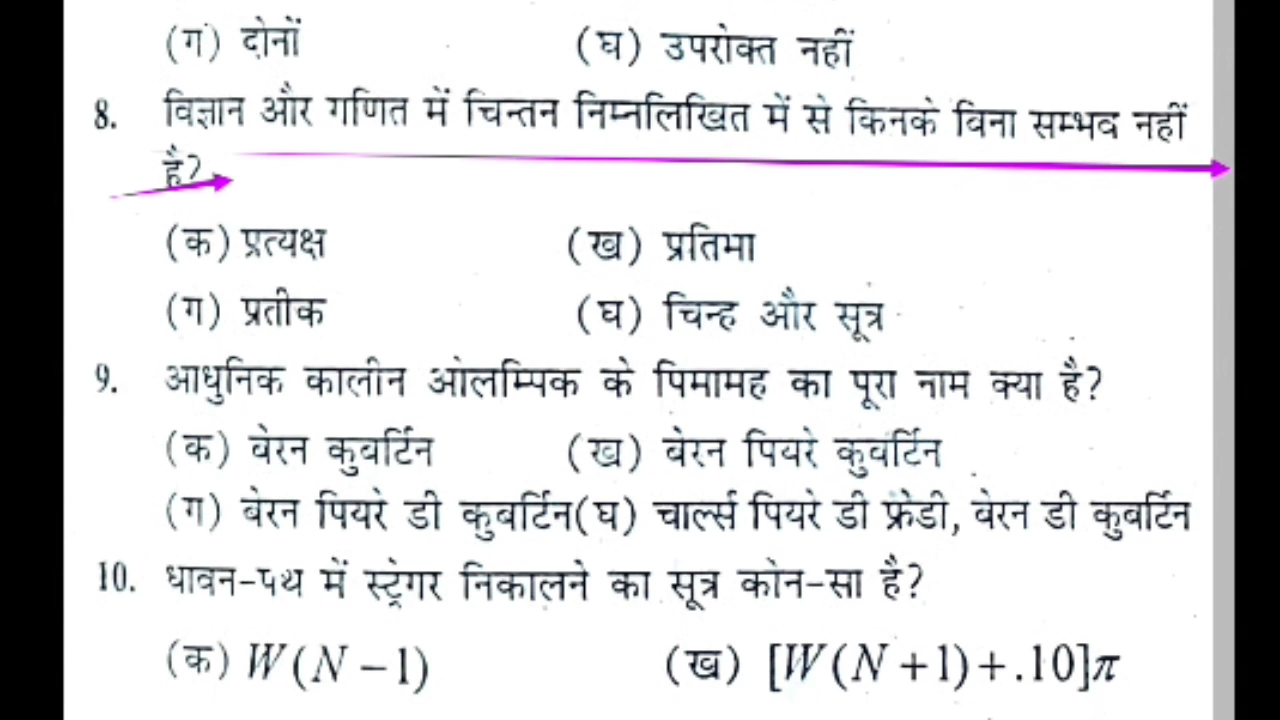 (ग) दोनों (घ) उपरोक्त नहीं
8. विज्ञान और गणित में चिन्तन निम्नलिखित में से किनके बिना सम्भव नहीं
है?
(क) प्रत्यक्ष (ख) प्रतिभा
(ग) प्रतीक (घ) चिन्ह और सूत्र
9. आधुनिक कालीन ओलम्पिक के पिमामह का पूरा नाम क्या है?
(क) बेरन कुबर्टिन (ख) बेरन पियरे कुबर्टिन
(ग) बेरन पियरे डी कुबर्टिन (घ) चार्ल्स पियरे डी फ्रेडी, बेरन डी कुबर्टिन
10. धावन-पथ में स्ट्रेगर निकालने का सूत्र कौन-सा है?
(क) W(N – 1) (ख) [W(N + 1) + .10]π